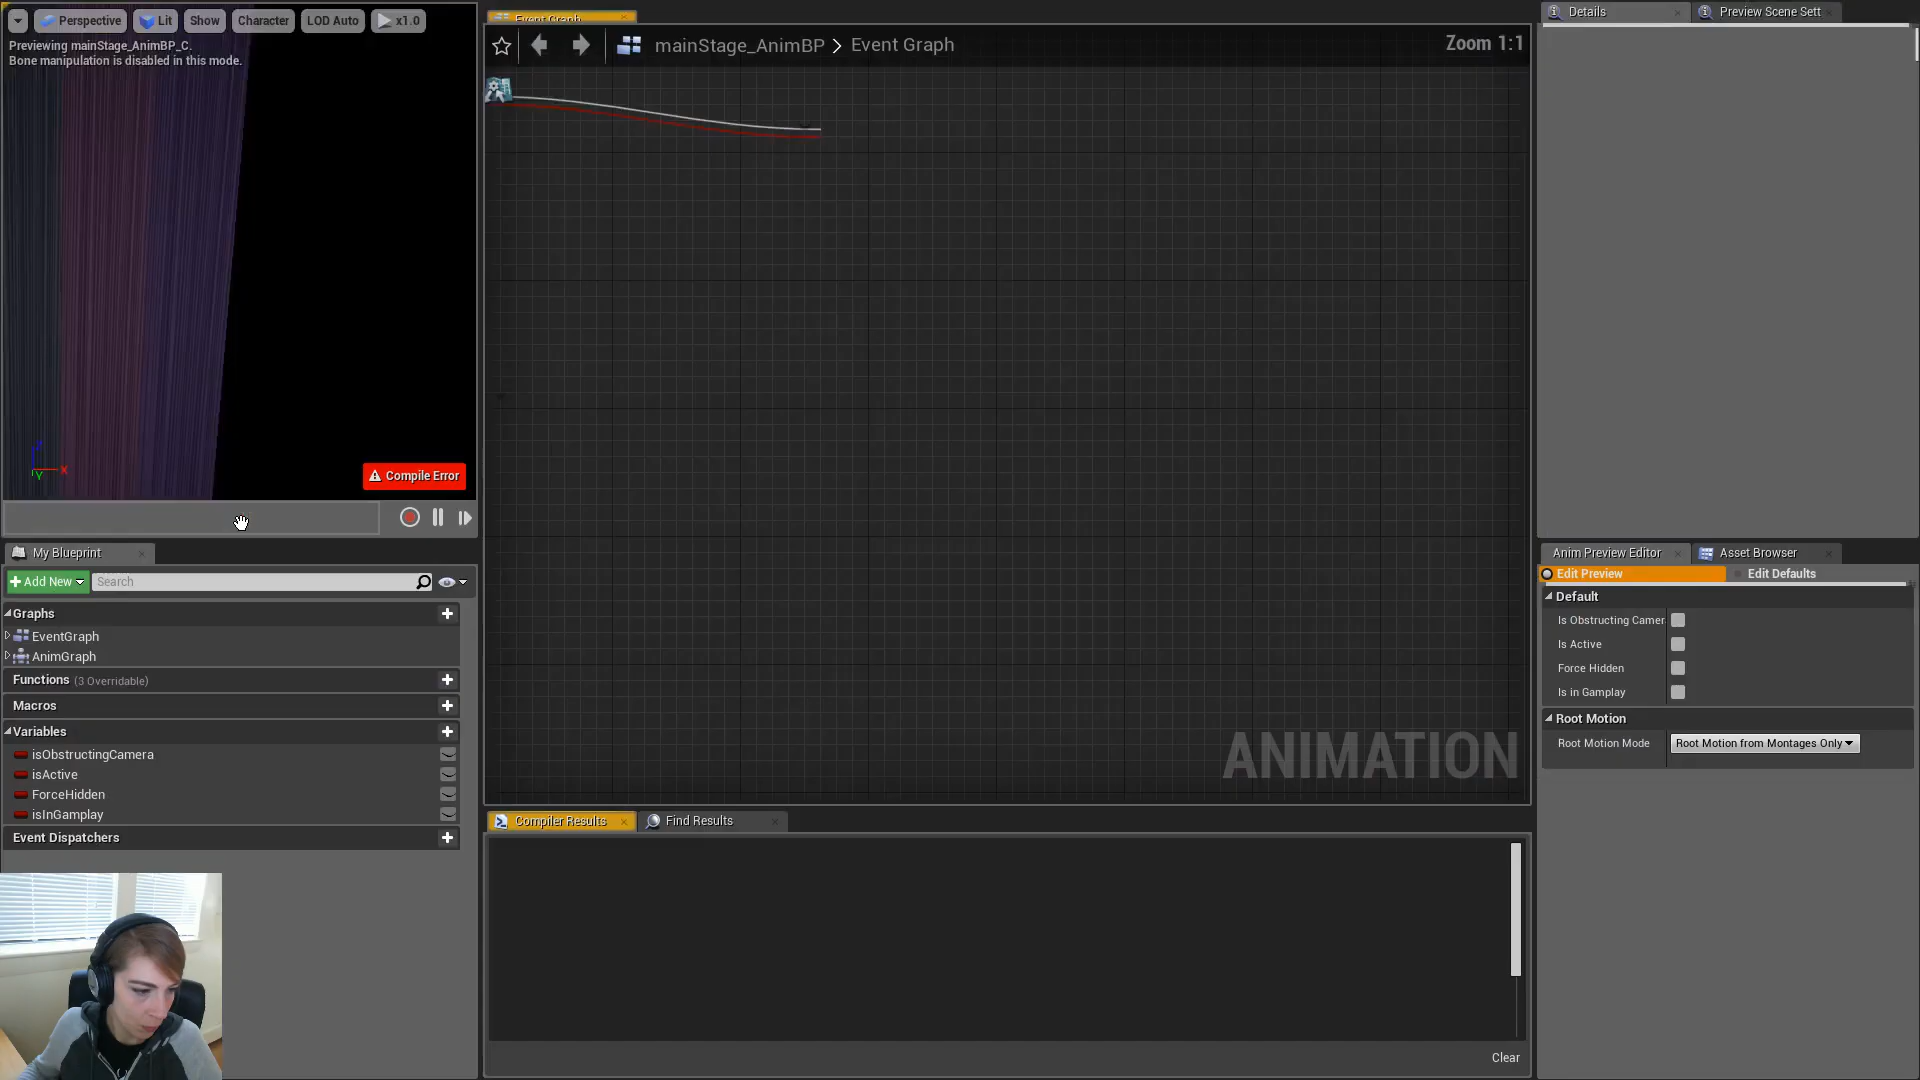 Perspective
Lit
Show
Character
LOD Auto
x1.0
Previewing mainStage_AnimBP_C.
Bone manipulation is disabled in this mode.
Compile Error
My Blueprint
Add New
Search
Graphs
EventGraph
AnimGraph
Functions (3 Overridable)
Macros
Variables
isObstructingCamera
isActive
ForceHidden
isInGamplay
Event Dispatchers
Event Graph
mainStage_AnimBP > Event Graph
Zoom 1:1
ANIMATION
Compiler Results
Find Results
Clear
Details
Preview Scene Sett
Anim Preview Editor
Asset Browser
Edit Preview
Edit Defaults
Default
Is Obstructing Camer
Is Active
Force Hidden
Is in Gamplay
Root Motion
Root Motion Mode
Root Motion from Montages Only